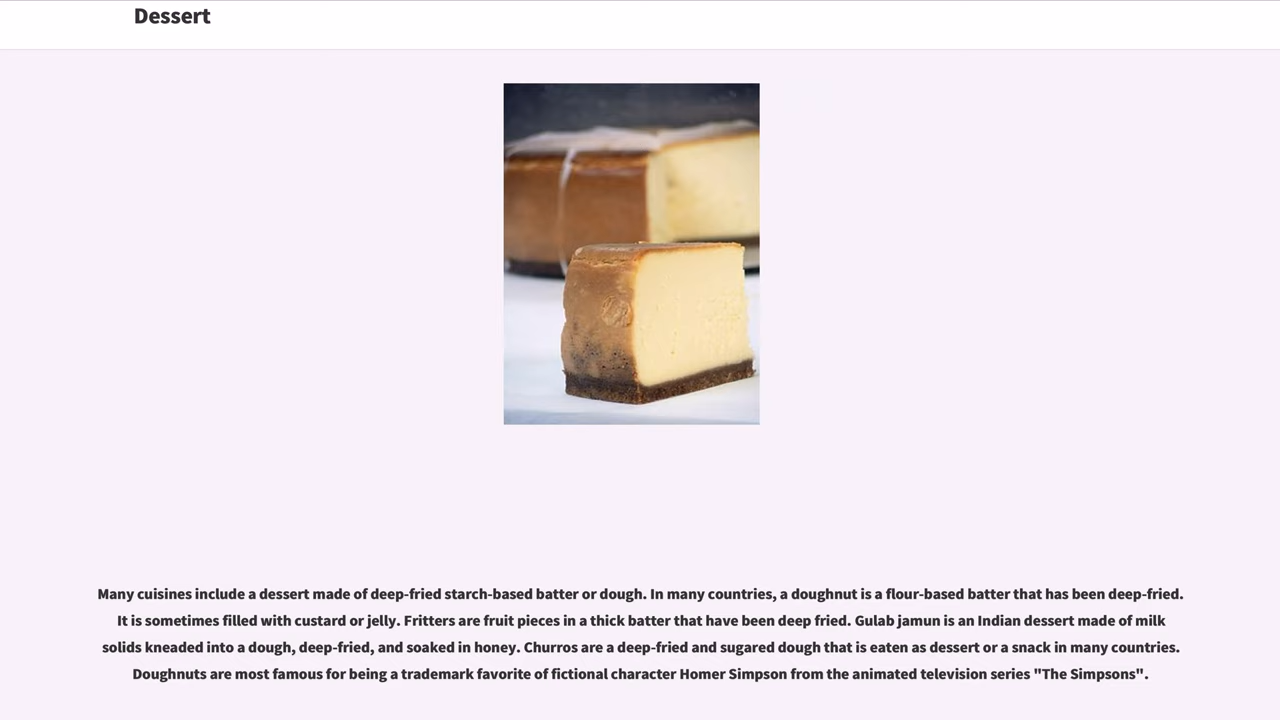 Dessert
Many cuisines include a dessert made of deep-fried starch-based batter or dough. In many countries, a doughnut is a flour-based batter that has been deep-fried.
It is sometimes filled with custard or jelly. Fritters are fruit pieces in a thick batter that have been deep fried. Gulab jamun is an Indian dessert made of milk
solids kneaded into a dough, deep-fried, and soaked in honey. Churros are a deep-fried and sugared dough that is eaten as dessert or a snack in many countries.
Doughnuts are most famous for being a trademark favorite of fictional character Homer Simpson from the animated television series "The Simpsons".